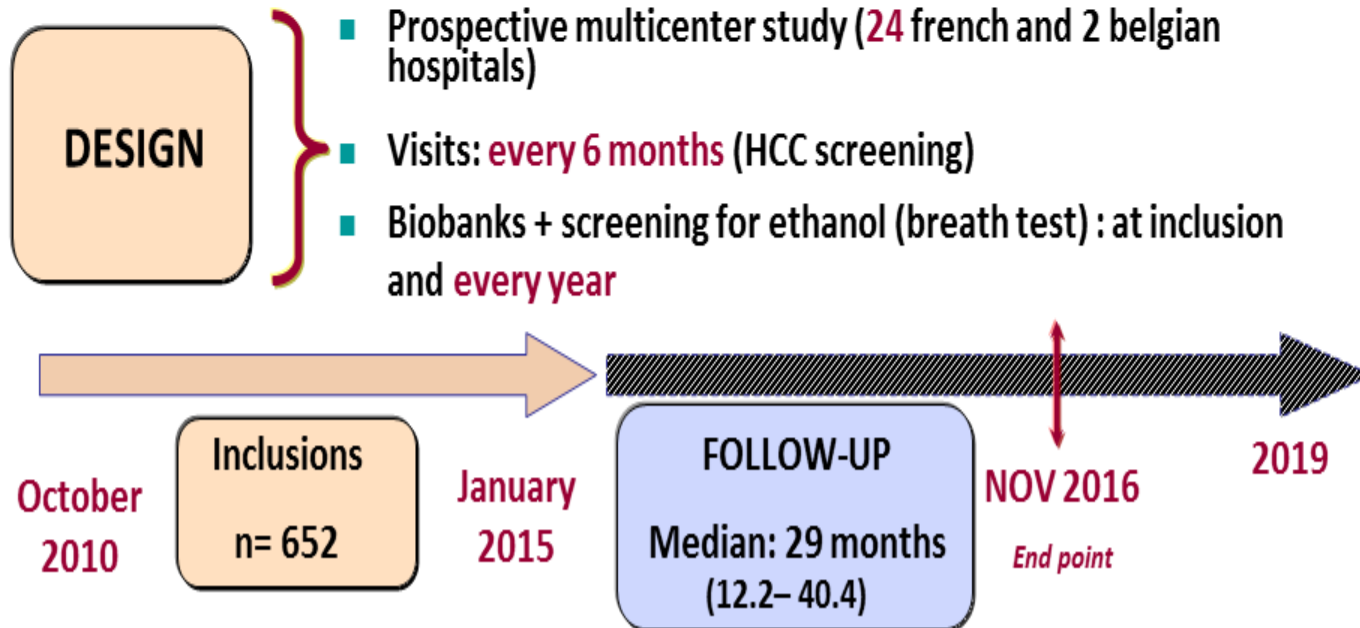 DESIGN
Prospective multicenter study (24 french and 2 belgian
hospitals)
Visits: every 6 months (HCC screening)
Biobanks + screening for ethanol (breath test) : at inclusion
and every year
October
2010
Inclusions
n= 652
January
2015
FOLLOW-UP
Median: 29 months
(12.2– 40.4)
NOV 2016
End point
2019